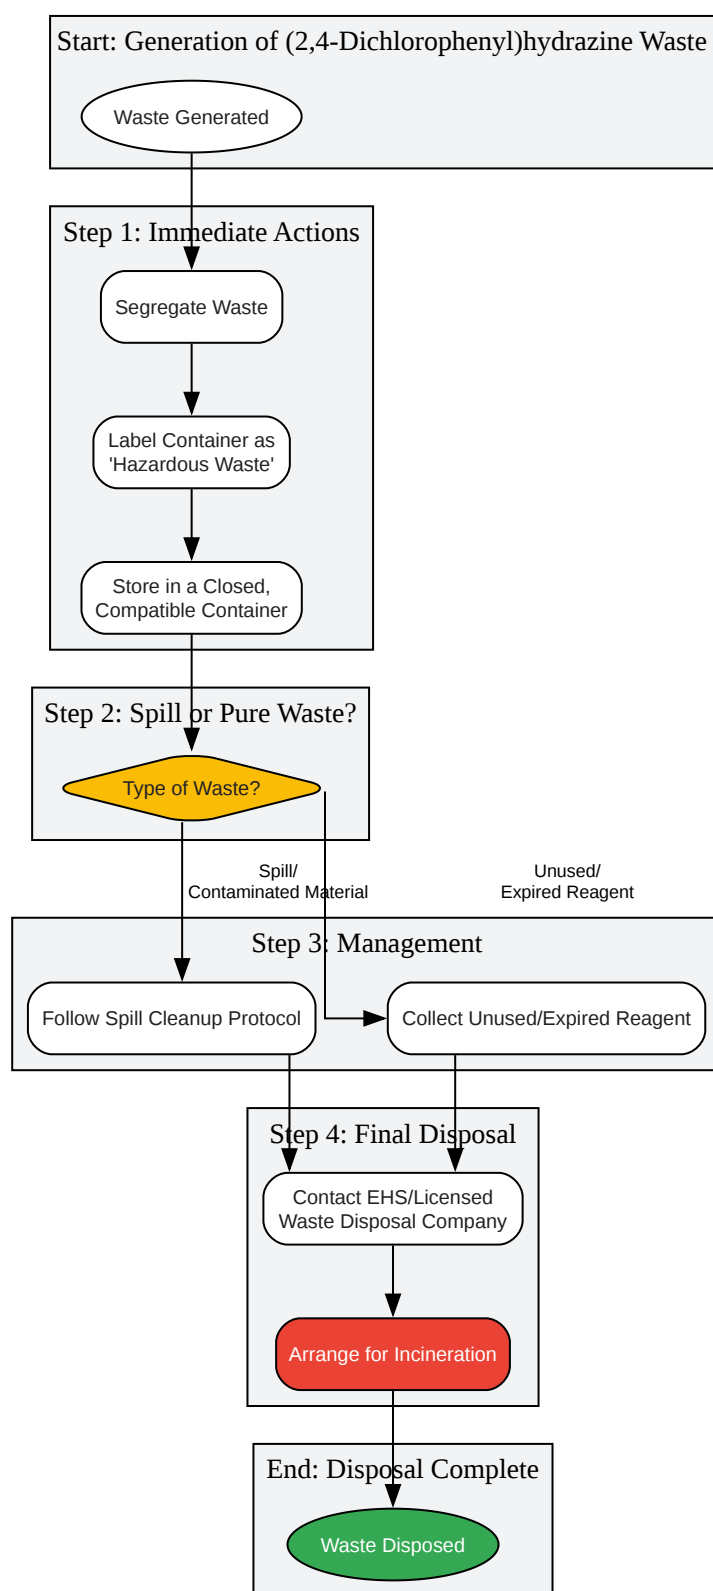 Start: Generation of (2,4-Dichlorophenyl)hydrazine Waste
Waste Generated
Step 1: Immediate Actions
Segregate Waste
Label Container as
'Hazardous Waste'
Store in a Closed,
Compatible Container
Step 2: Spill or Pure Waste?
Type of Waste?
Spill/
Contaminated Material
Unused/
Expired Reagent
Step 3: Management
Follow Spill Cleanup Protocol
Collect Unused/Expired Reagent
Step 4: Final Disposal
Contact EHS/Licensed
Waste Disposal Company
Arrange for Incineration
End: Disposal Complete
Waste Disposed